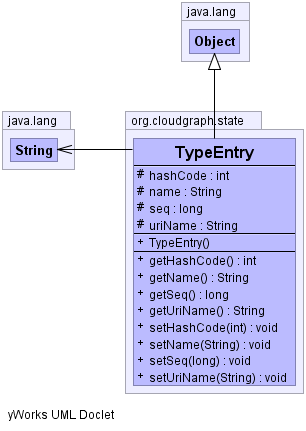 java.lang
Object
java.lang
String
org.cloudgraph.state
TypeEntry
# hashCode : int
# name : String
# seq : long
# uriName : String
+ TypeEntry()
+ getHashCode() : int
+ getName() : String
+ getSeq() : long
+ getUriName() : String
+ setHashCode(int) : void
+ setName(String) : void
+ setSeq(long) : void
+ setUriName(String) : void
yWorks UML Doclet